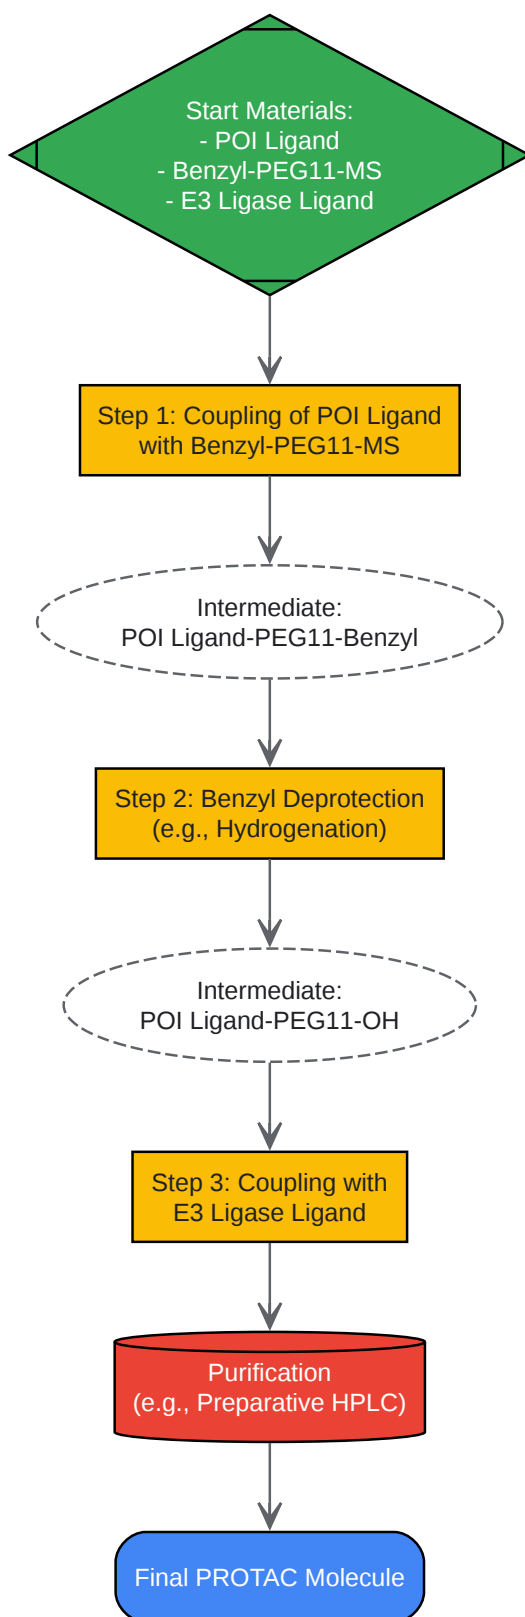 Start Materials:
- POI Ligand
- Benzyl-PEG11-MS
- E3 Ligase Ligand
Step 1: Coupling of POI Ligand
with Benzyl-PEG11-MS
Intermediate:
POI Ligand-PEG11-Benzyl
Step 2: Benzyl Deprotection
(e.g., Hydrogenation)
Intermediate:
POI Ligand-PEG11-OH
Step 3: Coupling with
E3 Ligase Ligand
Purification
(e.g., Preparative HPLC)
Final PROTAC Molecule